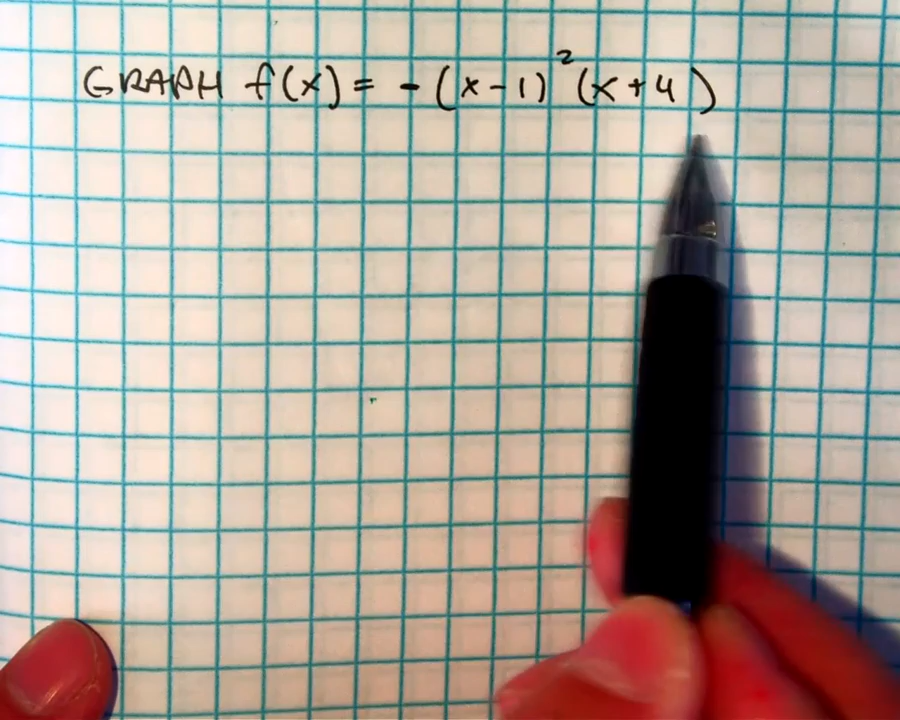 GRAPH f(x) = - (x-1)² (x+4)